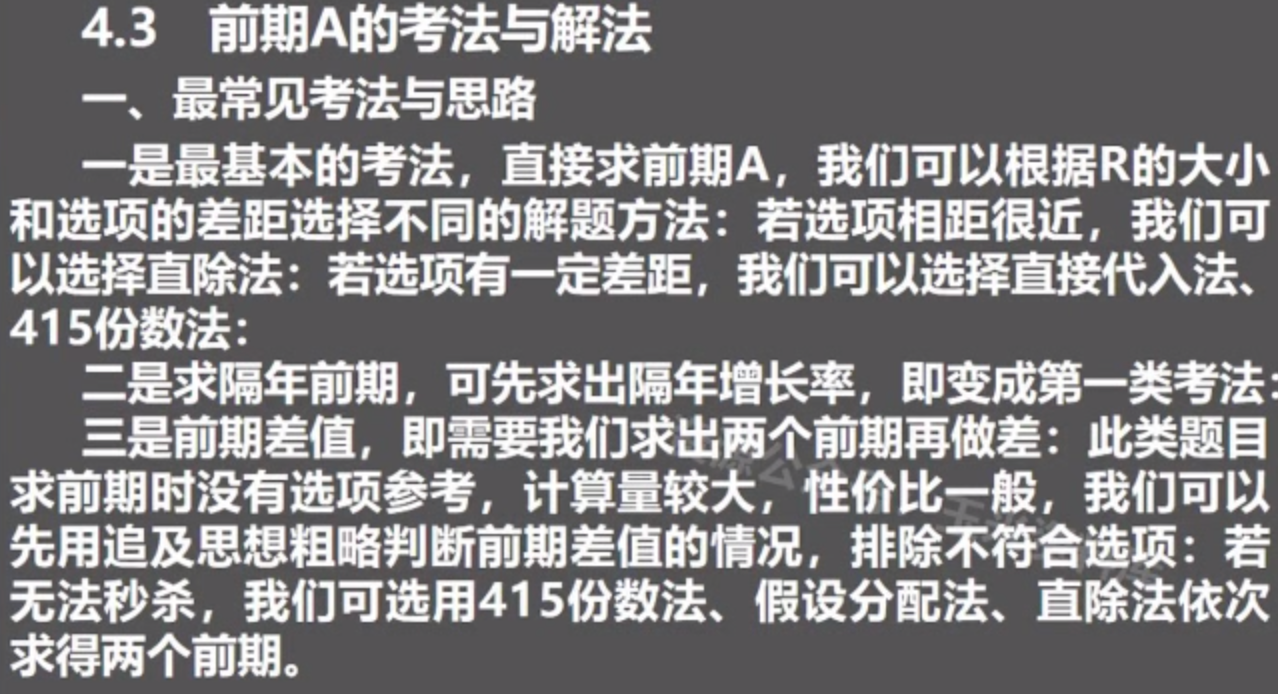 4.3 前期A的考法与解法
一、最常见考法与思路
一是最基本的考法，直接求前期A，我们可以根据R的大小
和选项的差距选择不同的解题方法：若选项相距很近，我们可
以选择直除法：若选项有一定差距，我们可以选择直接代入法、
415份数法：
二是求隔年前期，可先求出隔年增长率，即变成第一类考法：
三是前期差值，即需要我们求出两个前期再做差：此类题目
求前期时没有选项参考，计算量较大，性价比一般，我们可以
先用追及思想粗略判断前期差值的情况，排除不符合选项：若
无法秒杀，我们可选用415份数法、假设分配法、直除法依次
求得两个前期。